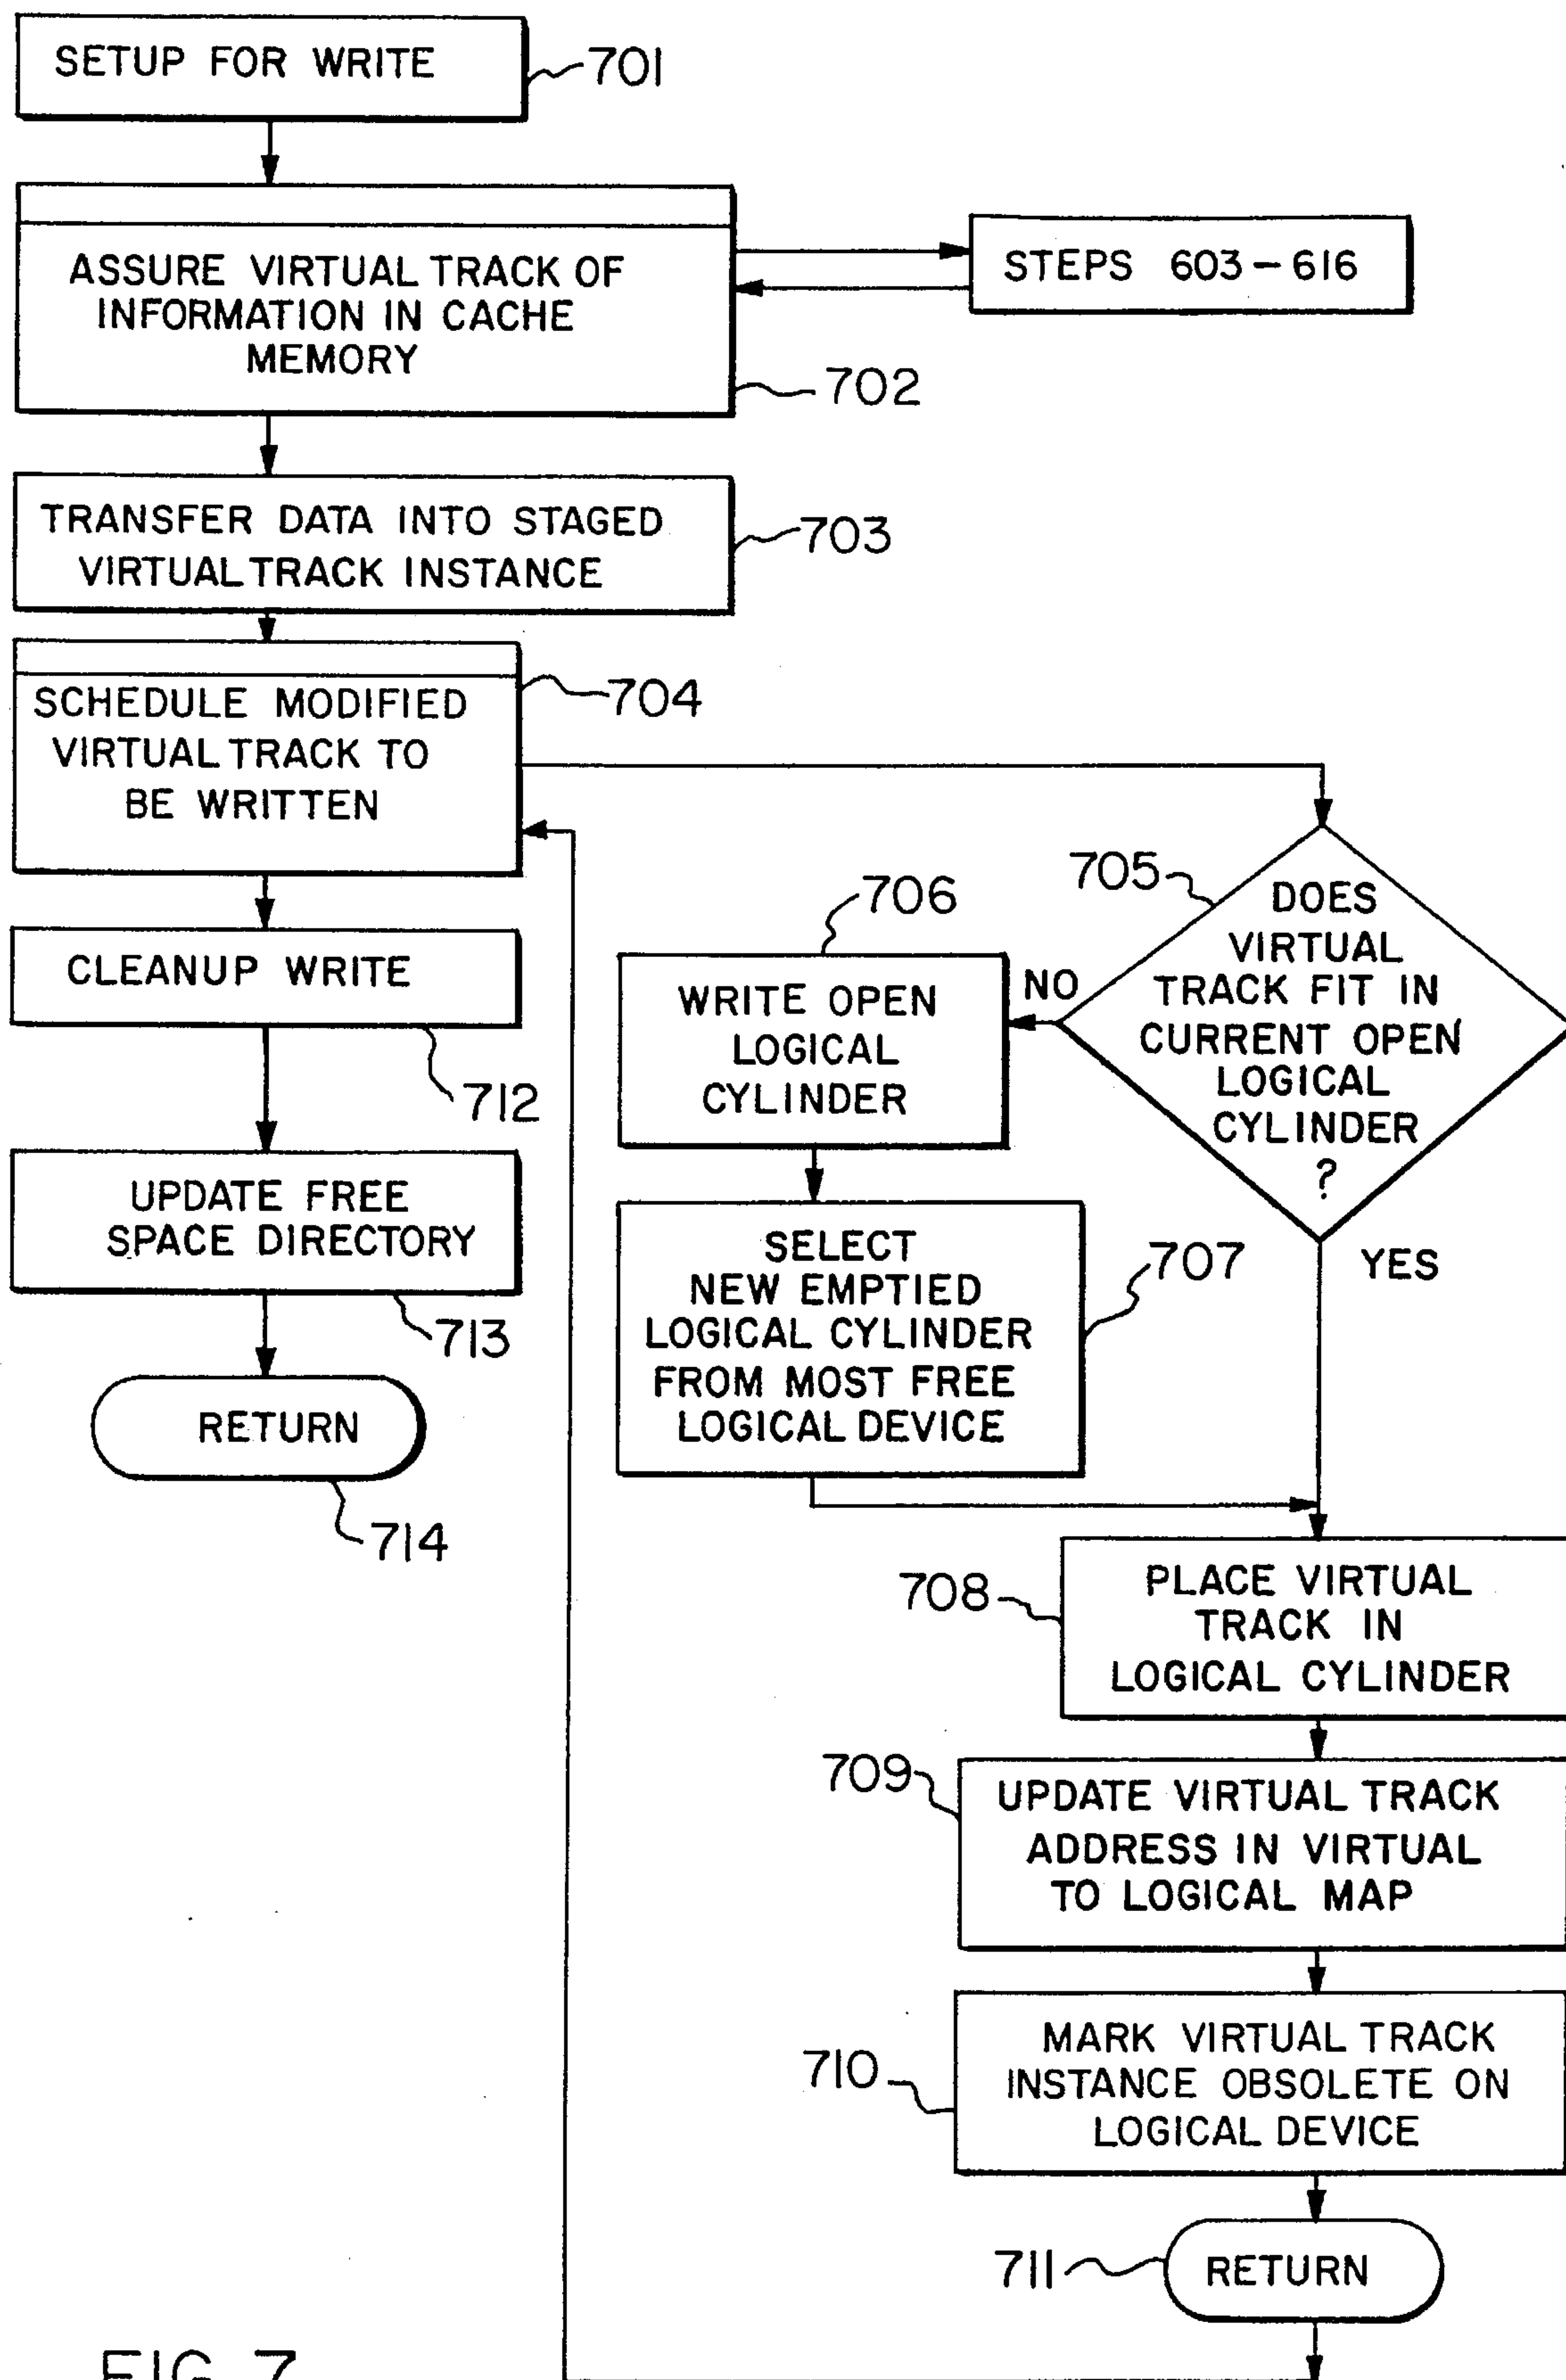 SETUP FOR WRITE
701
ASSURE VIRTUAL TRACK OF
INFORMATION IN CACHE
MEMORY
702
STEPS 603-616
TRANSFER DATA INTO STAGED
VIRTUAL TRACK INSTANCE
703
SCHEDULE MODIFIED
VIRTUAL TRACK TO
BE WRITTEN
704
705
DOES
VIRTUAL
TRACK FIT IN
CURRENT OPEN
LOGICAL
CYLINDER
?
NO
YES
706
WRITE OPEN
LOGICAL
CYLINDER
CLEANUP WRITE
712
UPDATE FREE
SPACE DIRECTORY
713
RETURN
714
SELECT
NEW EMPTIED
LOGICAL CYLINDER
FROM MOST FREE
LOGICAL DEVICE
707
708
PLACE VIRTUAL
TRACK IN
LOGICAL CYLINDER
709
UPDATE VIRTUAL TRACK
ADDRESS IN VIRTUAL
TO LOGICAL MAP
710
MARK VIRTUAL TRACK
INSTANCE OBSOLETE ON
LOGICAL DEVICE
711
RETURN
FIG. 7